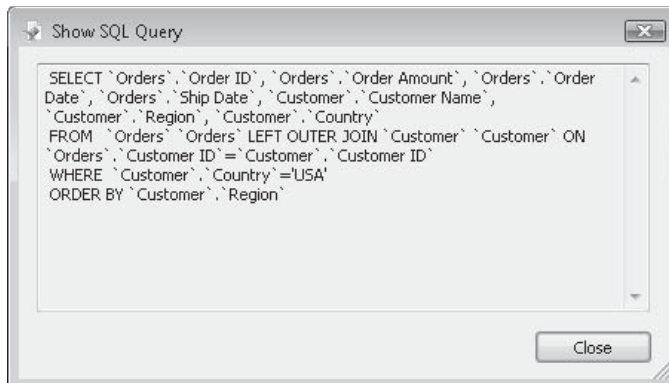 Show SQL Query
SELECT `Orders`.`Order ID`, `Orders`.`Order Amount`, `Orders`.`Order
Date`, `Orders`.`Ship Date`, `Customer`.`Customer Name`,
`Customer`.`Region`, `Customer`.`Country`
FROM   `Orders` `Orders` LEFT OUTER JOIN `Customer` `Customer` ON
`Orders`.`Customer ID`=`Customer`.`Customer ID`
WHERE  `Customer`.`Country`='USA'
ORDER BY `Customer`.`Region`
Close